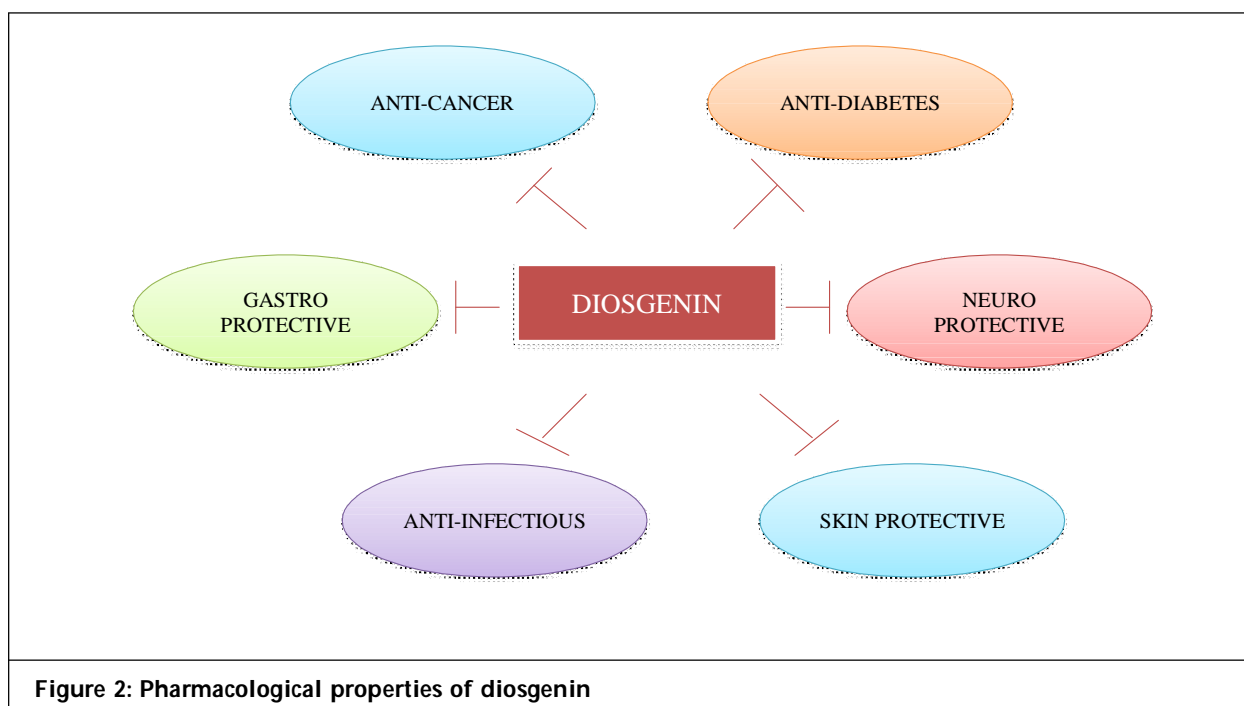 ANTI-CANCER
ANTI-DIABETES
GASTRO
PROTECTIVE
DIOSGENIN
NEURO
PROTECTIVE
ANTI-INFECTIOUS
SKIN PROTECTIVE
Figure 2: Pharmacological properties of diosgenin